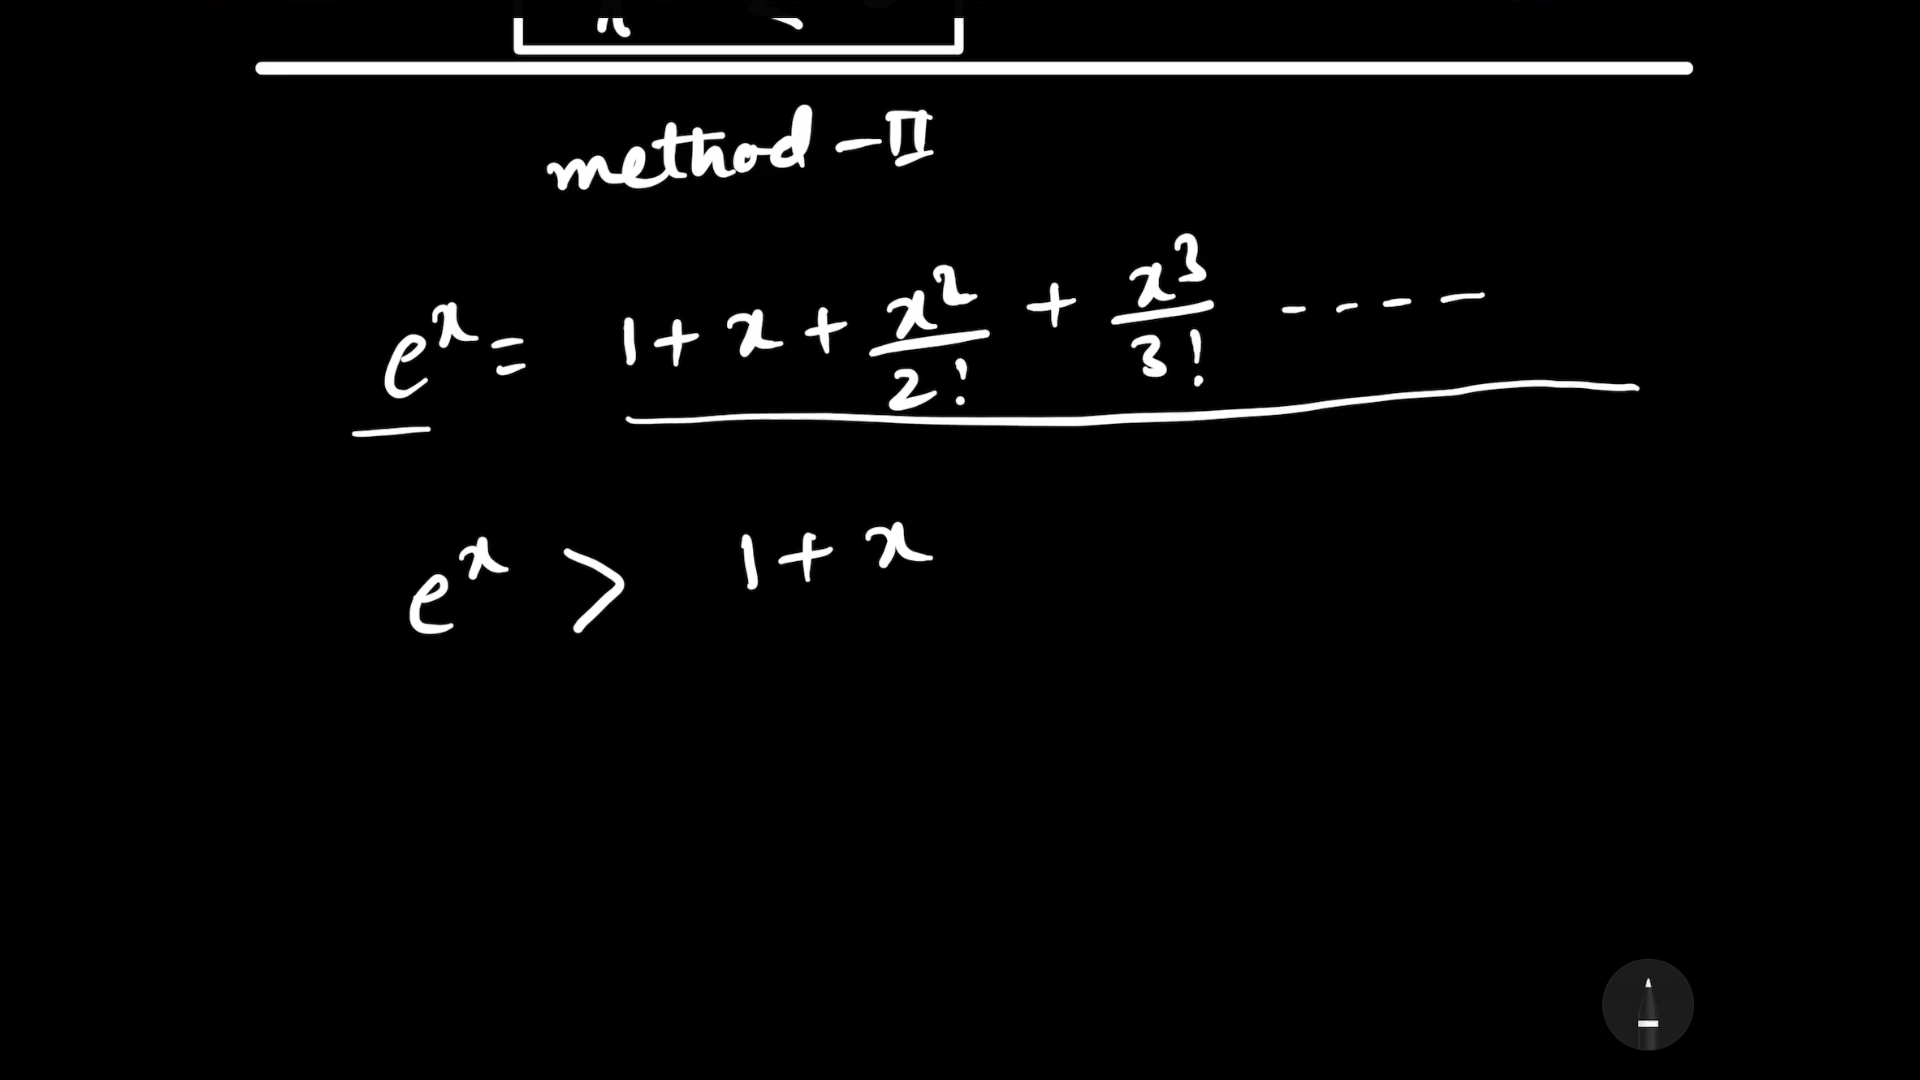 method - II
e^x = 1 + x + x^2/2! + x^3/3! ----
e^x > 1 + x